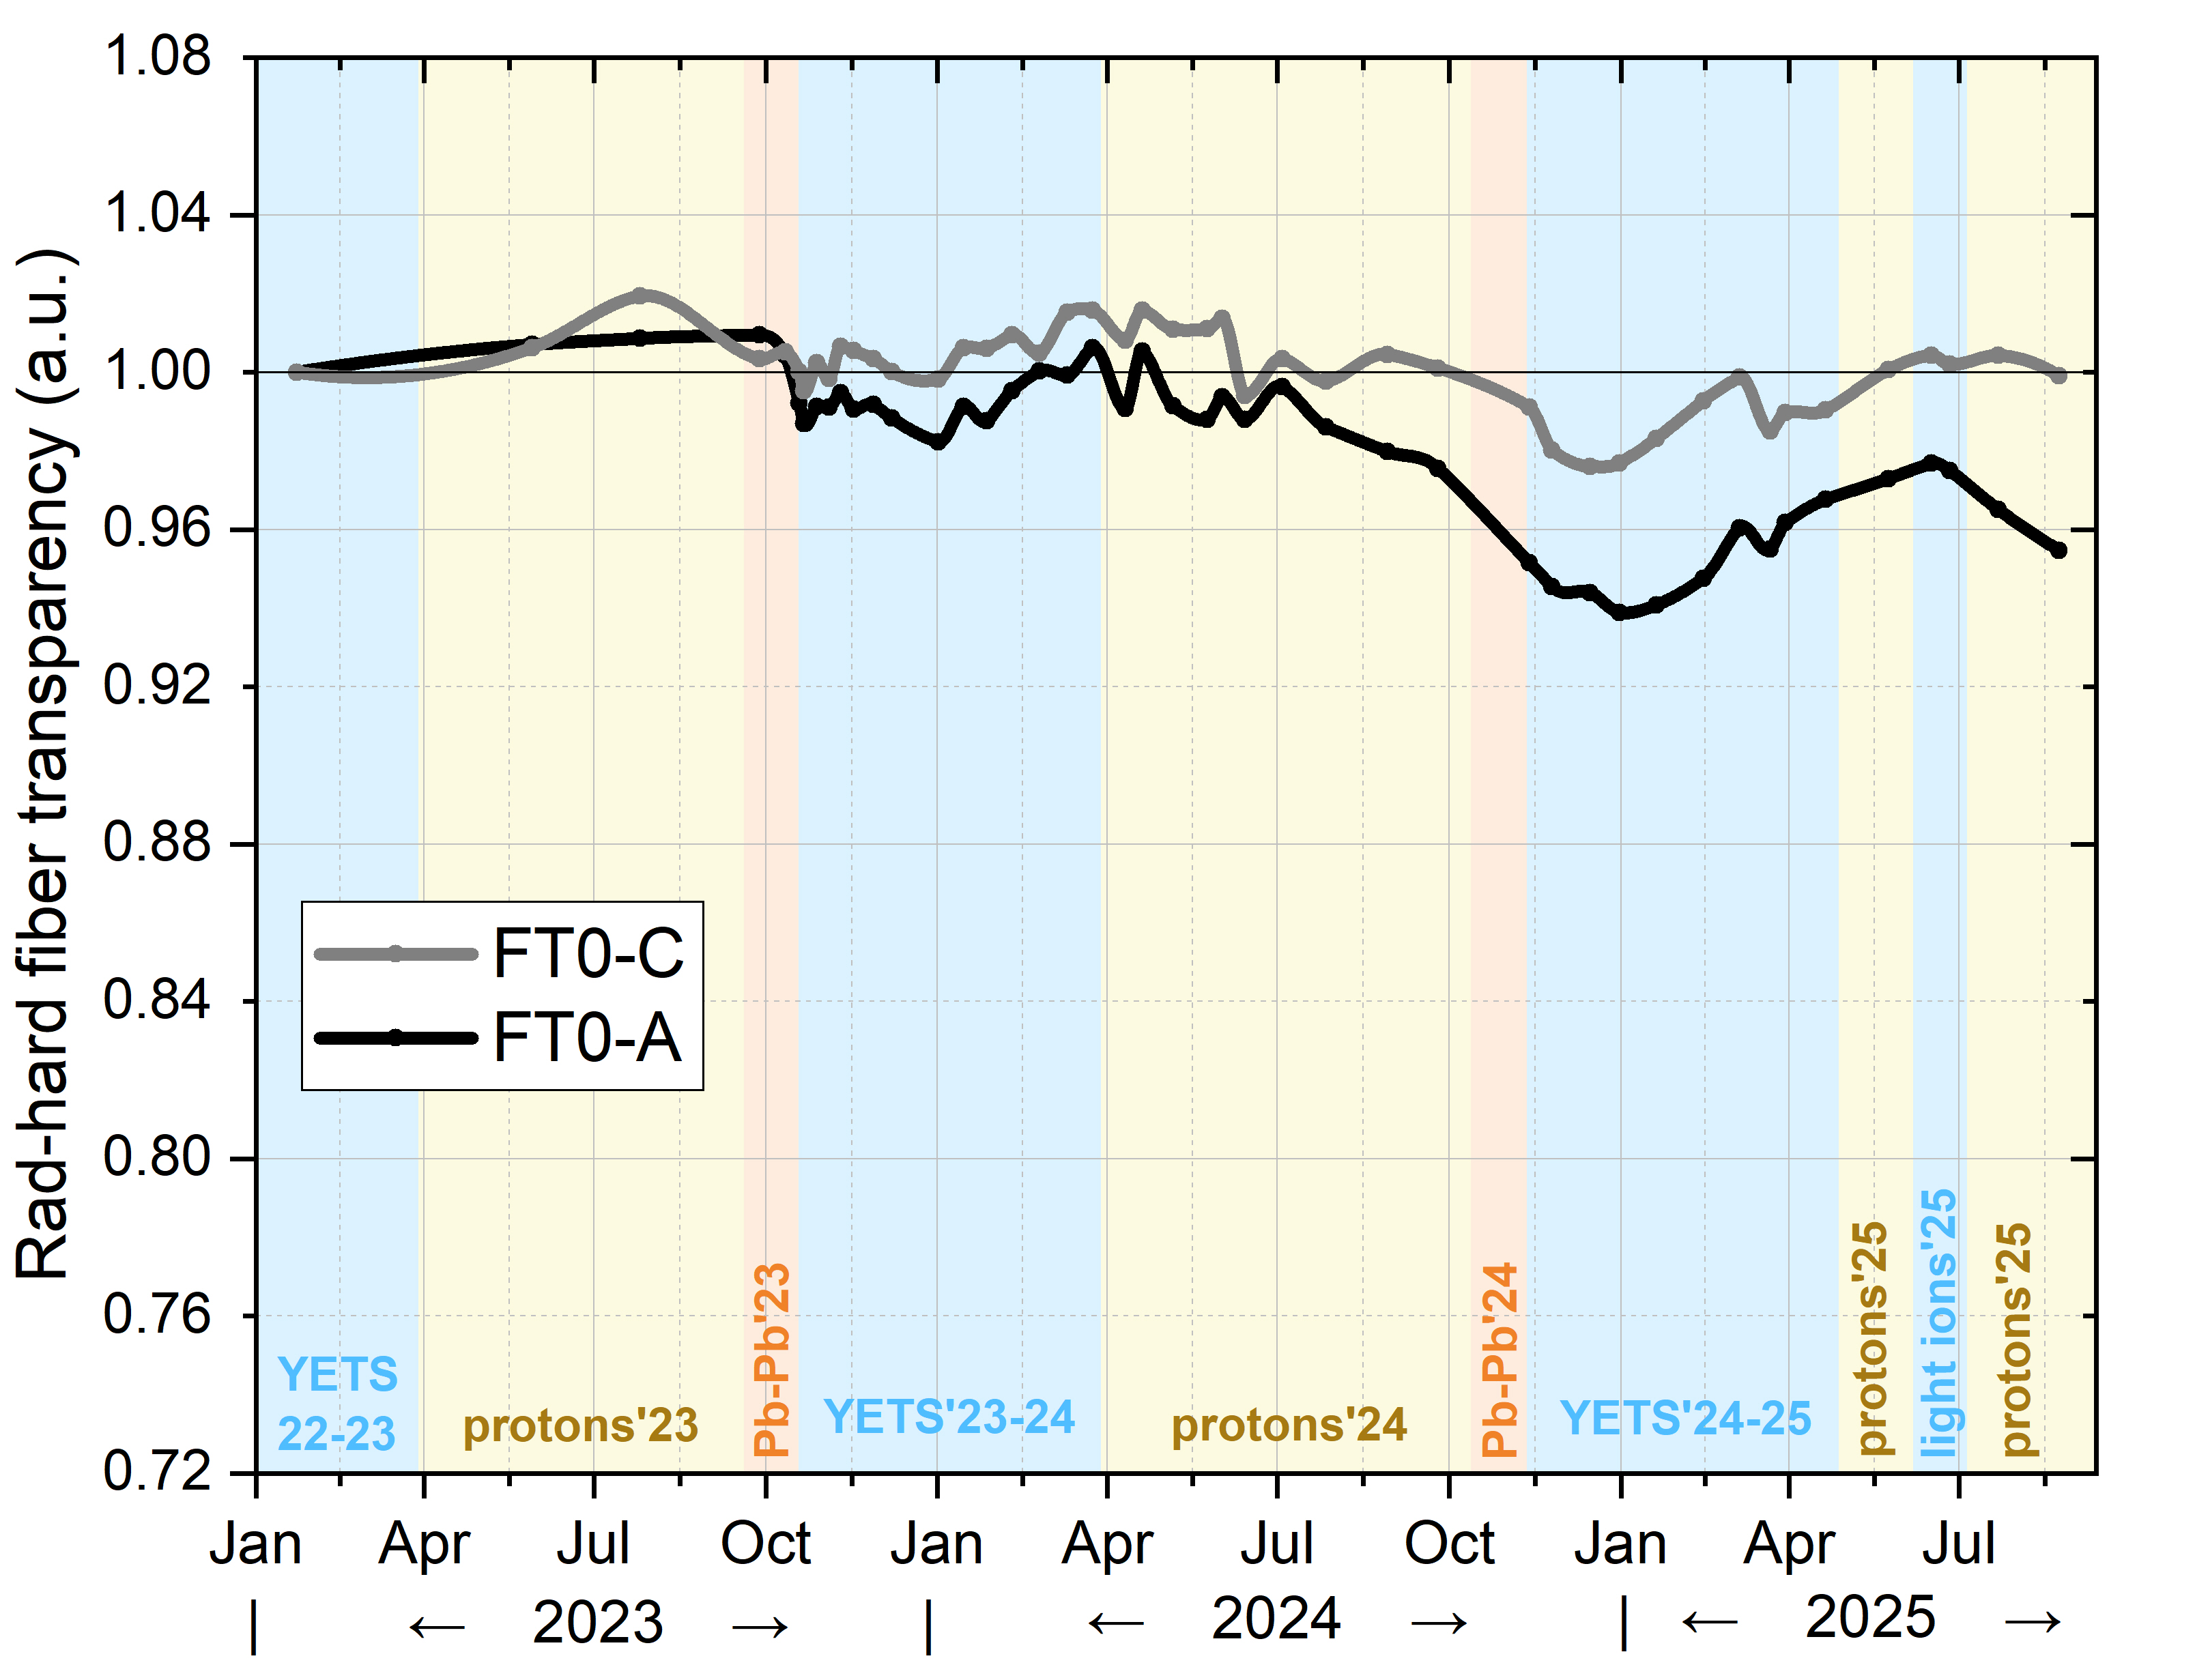 Rad-hard fiber transparency (a.u.)
1.08
1.04
1.00
0.96
0.92
0.88
0.84
0.80
0.76
0.72
FT0-C
FT0-A
YETS
22-23
protons'23
Pb-Pb'23
YETS'23-24
protons'24
Pb-Pb'24
YETS'24-25
protons'25
light ions'25
protons'25
Jan Apr Jul Oct Jan Apr Jul Oct Jan Apr Jul
| ← 2023 → | ← 2024 → | ← 2025 →